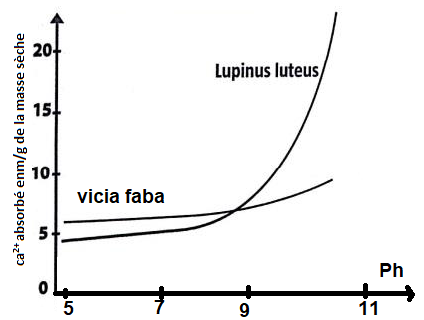 ca²⁺ absorbé enm/g de la masse sèche
20
15
10
5
0
Lupinus luteus
vicia faba
Ph
5
7
9
11